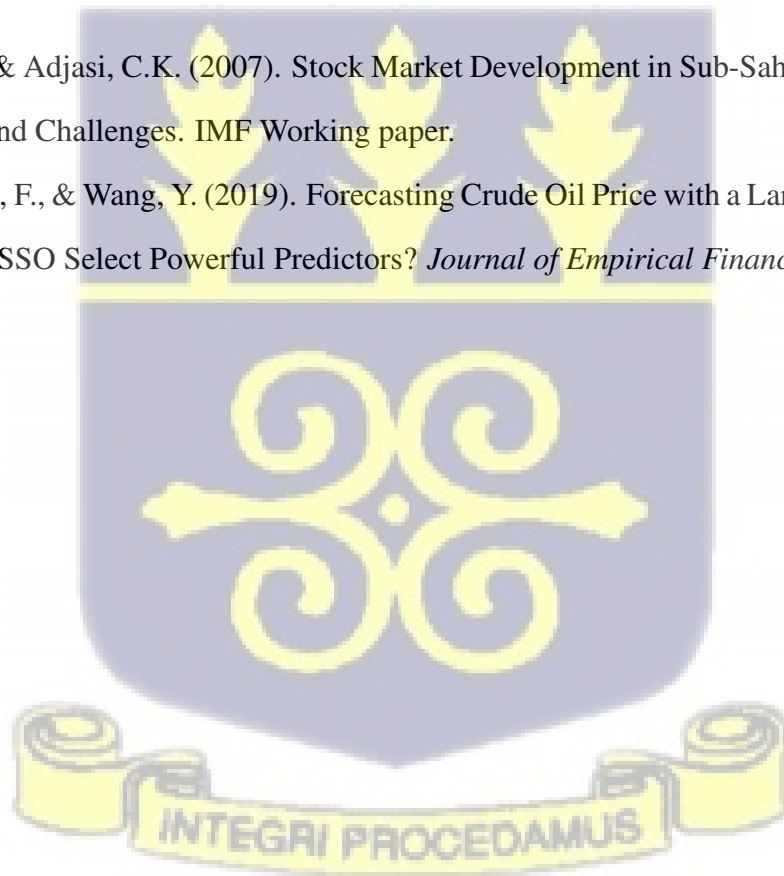 & Adjasi, C.K. (2007). Stock Market Development in Sub-Sah
nd Challenges. IMF Working paper.
, F., & Wang, Y. (2019). Forecasting Crude Oil Price with a Lar
SSO Select Powerful Predictors? Journal of Empirical Financ
INTEGRI PROCEDAMUS